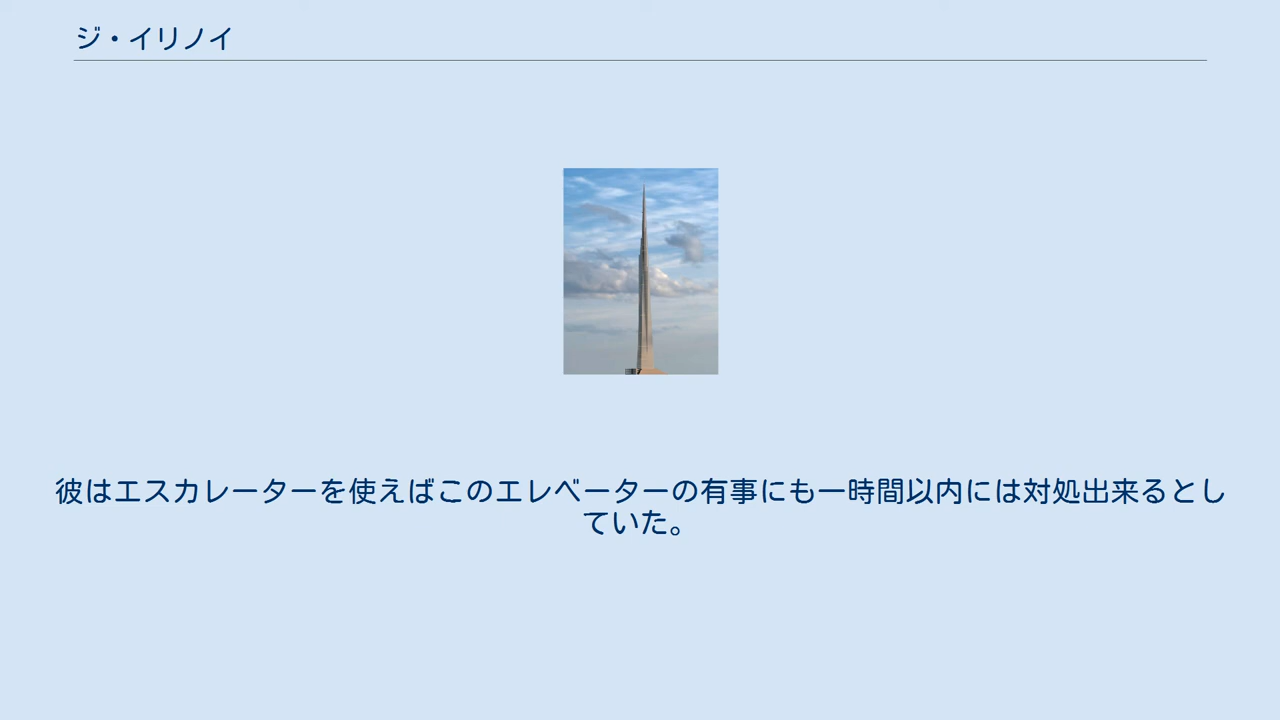 ジ・イリノイ
彼はエスカレーターを使えばこのエレベーターの有事にも一時間以内には対処出来るとし
ていた。